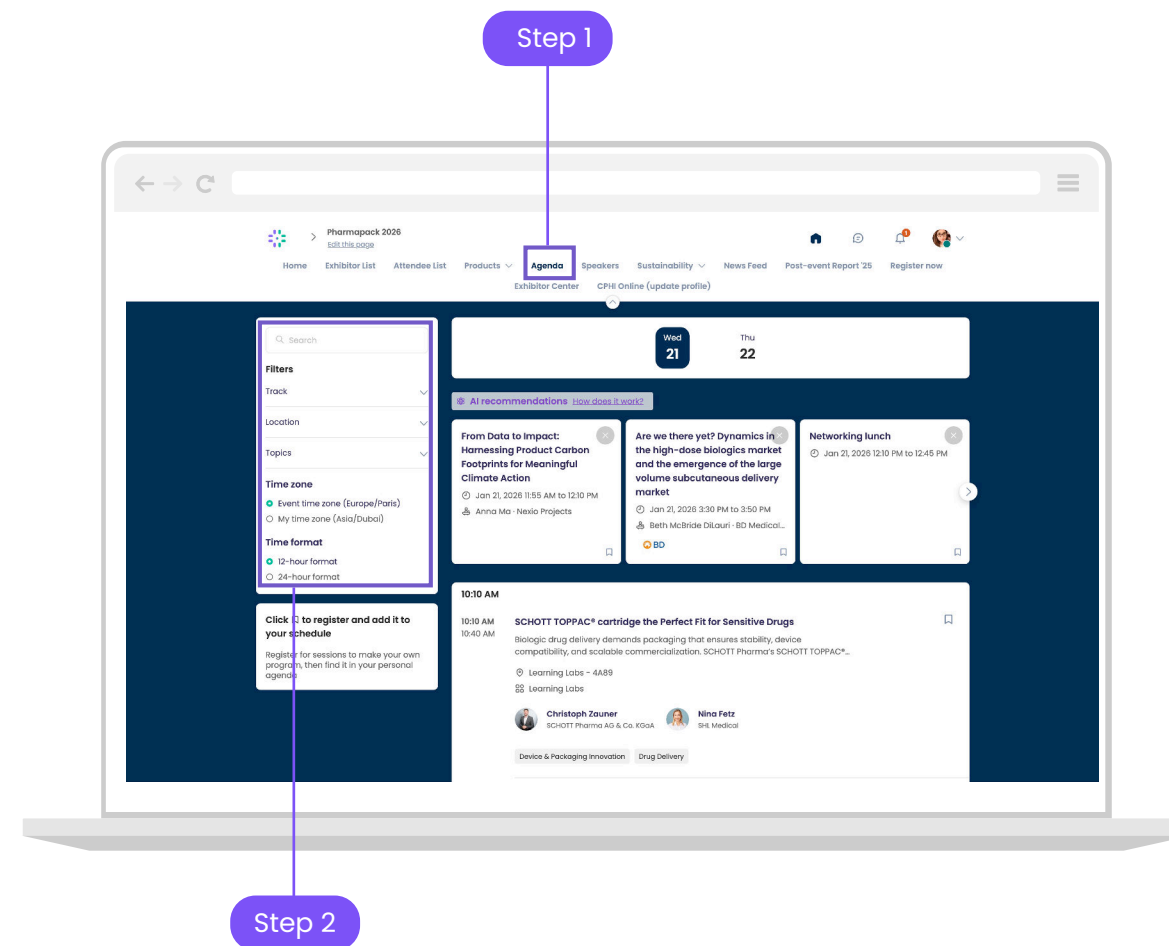 Step 1
Pharmapack 2026
Edit this page
1
Home Exhibitor List Attendee List Products Agenda Speakers Sustainability News Feed Post-event Report '25 Register now
Exhibitor Center CPHI Online (update profile)
Search
Filters
Track
Location
Topics
Time zone
Event time zone (Europe/Paris)
My time zone (Asia/Dubai)
Time format
12-hour format
24-hour format
Click to register and add it to
your schedule
Register for sessions to make your own
program, then find it in your personal
agenda
Wed
21
Thu
22
AI recommendations How does it work?
From Data to Impact:
Harnessing Product Carbon
Footprints for Meaningful
Climate Action
Jan 21, 2026 11:55 AM to 12:10 PM
Anna Ma · Nexio Projects
Are we there yet? Dynamics in
the high-dose biologics market
and the emergence of the large
volume subcutaneous delivery
market
Jan 21, 2026 3:30 PM to 3:50 PM
Beth McBride DiLauri · BD Medical...
BD
Networking lunch
Jan 21, 2026 12:10 PM to 12:45 PM
10:10 AM
10:10 AM
10:40 AM
SCHOTT TOPPAC® cartridge the Perfect Fit for Sensitive Drugs
Biologic drug delivery demands packaging that ensures stability, device
compatibility, and scalable commercialization. SCHOTT Pharma's SCHOTT TOPPAC®...
Learning Labs - 4A89
Learning Labs
Christoph Zauner
SCHOTT Pharma AG & Co. KGaA
Nina Fetz
SHL Medical
Device & Packaging Innovation Drug Delivery
Step 2